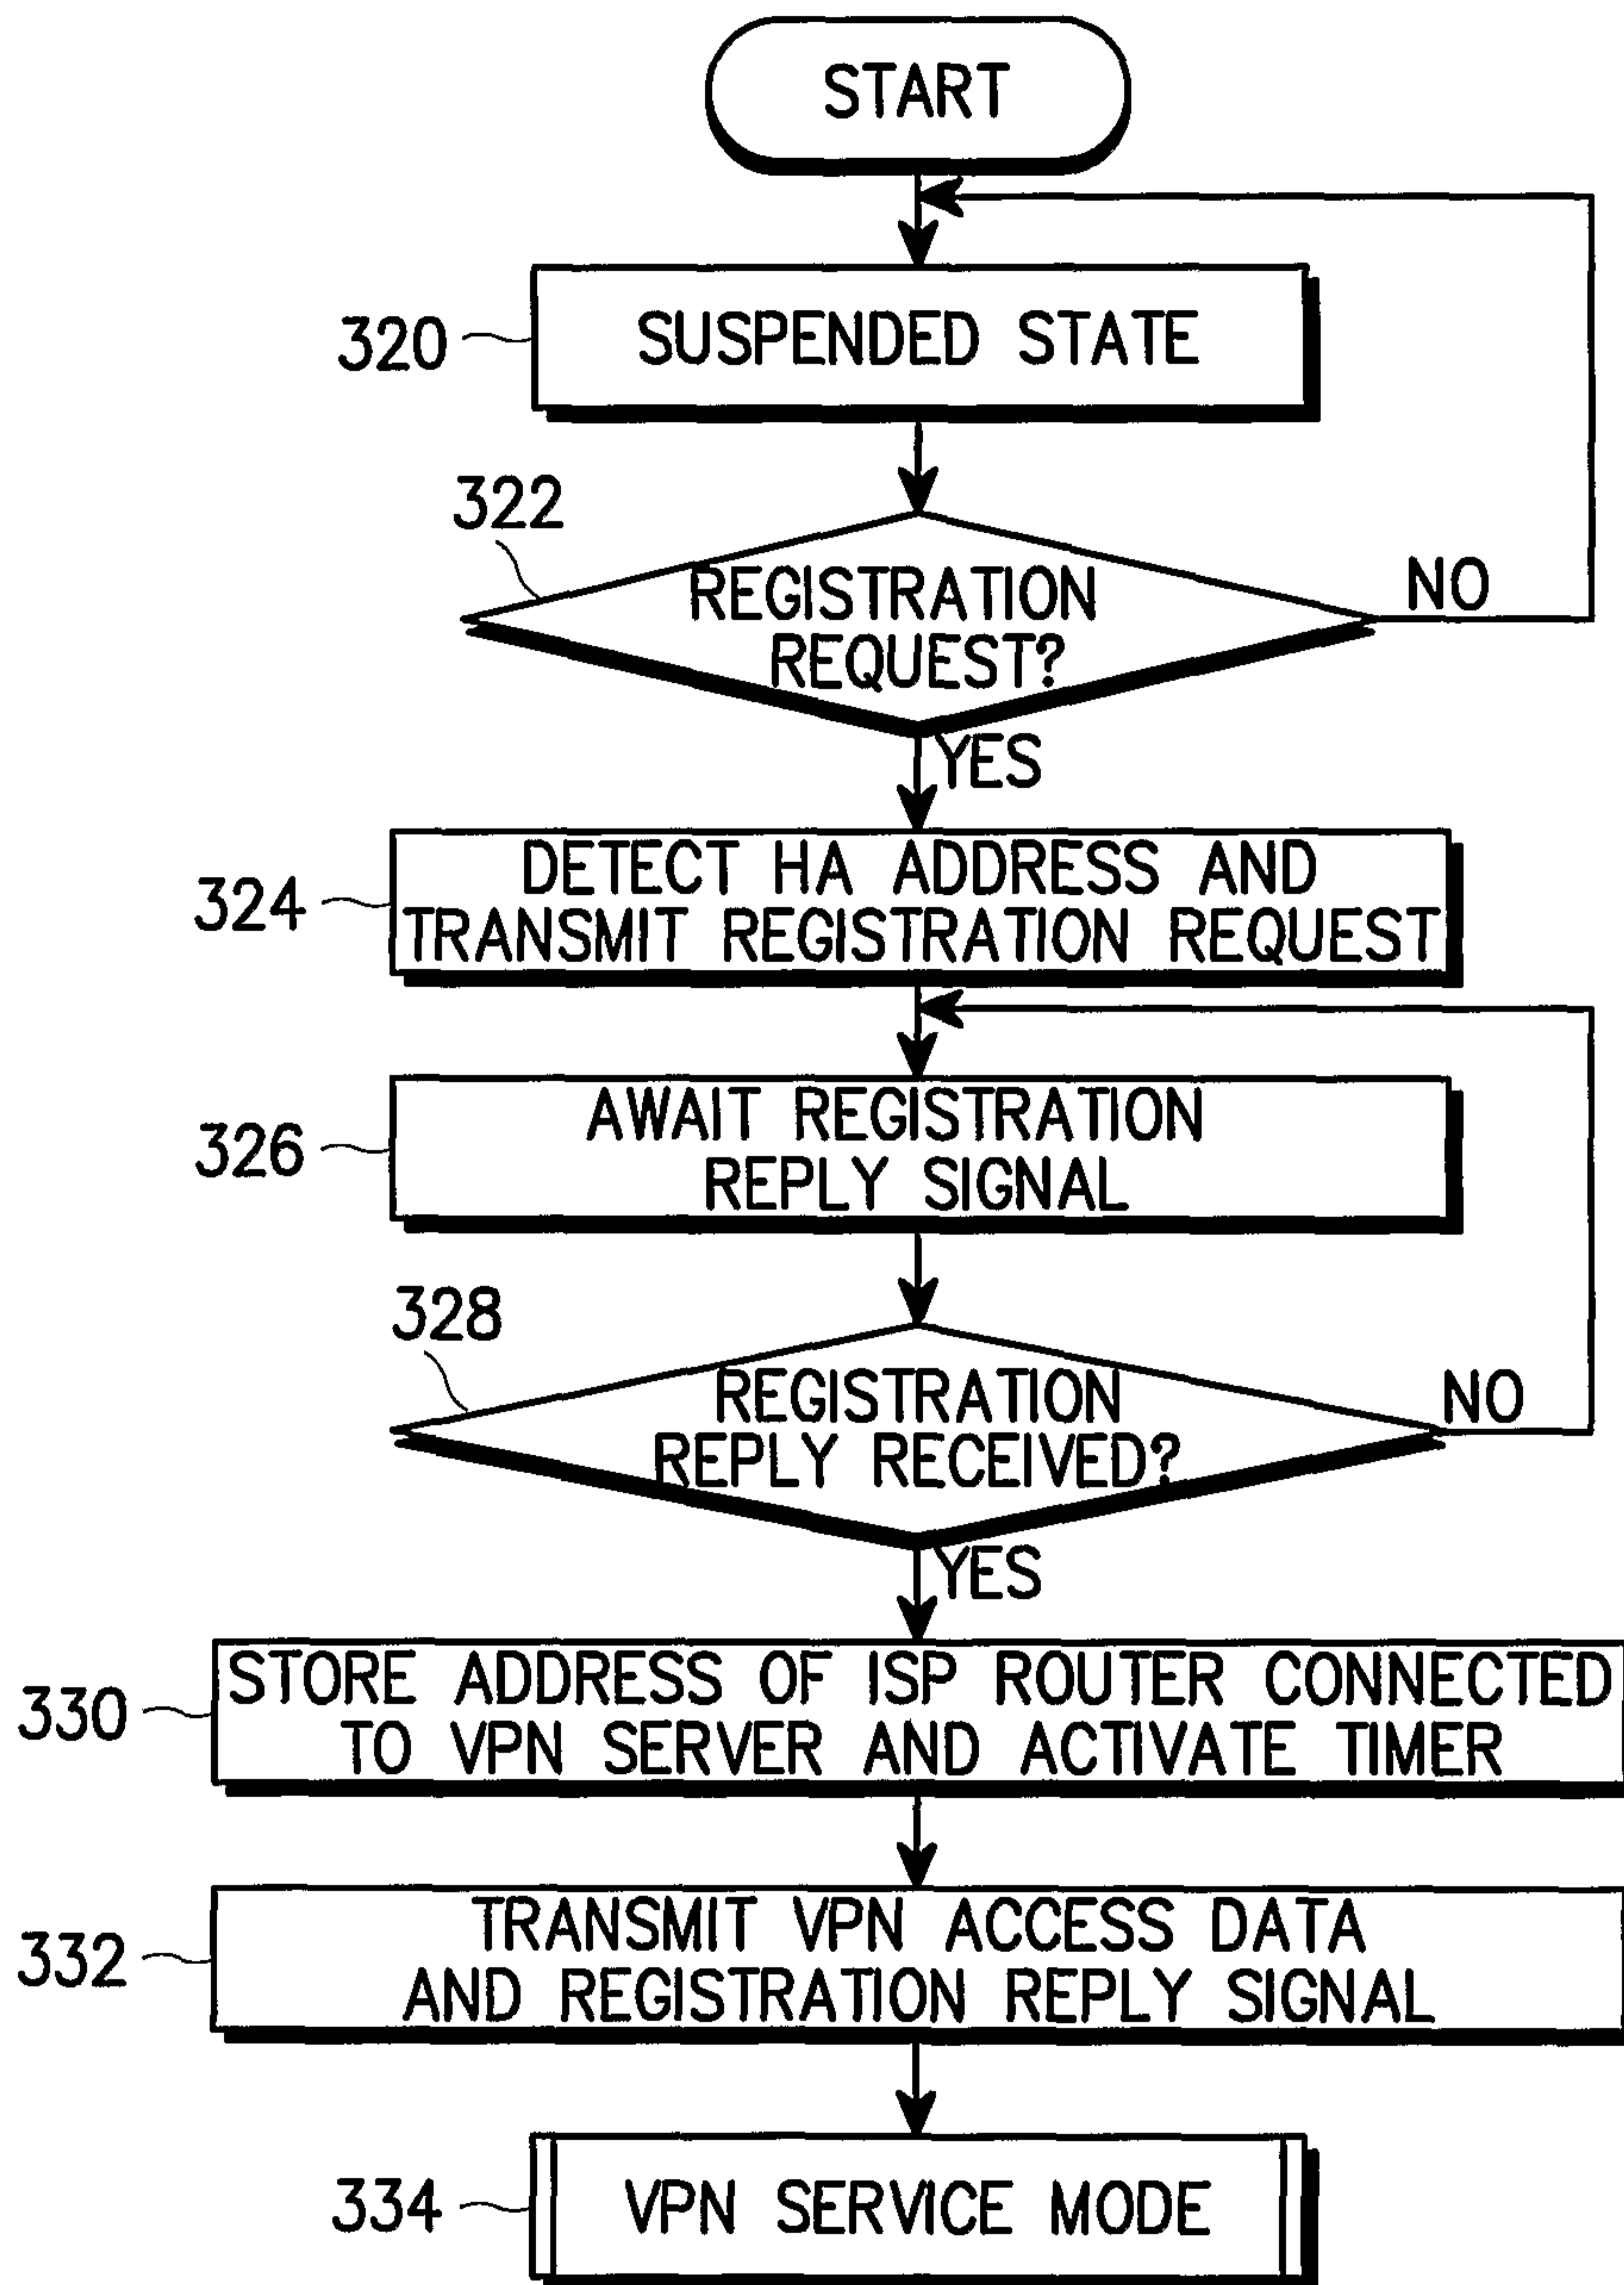 START
320
SUSPENDED STATE
322
REGISTRATION
REQUEST?
NO
YES
324
DETECT HA ADDRESS AND
TRANSMIT REGISTRATION REQUEST
326
AWAIT REGISTRATION
REPLY SIGNAL
328
REGISTRATION
REPLY RECEIVED?
NO
YES
330
STORE ADDRESS OF ISP ROUTER CONNECTED
TO VPN SERVER AND ACTIVATE TIMER
332
TRANSMIT VPN ACCESS DATA
AND REGISTRATION REPLY SIGNAL
334
VPN SERVICE MODE